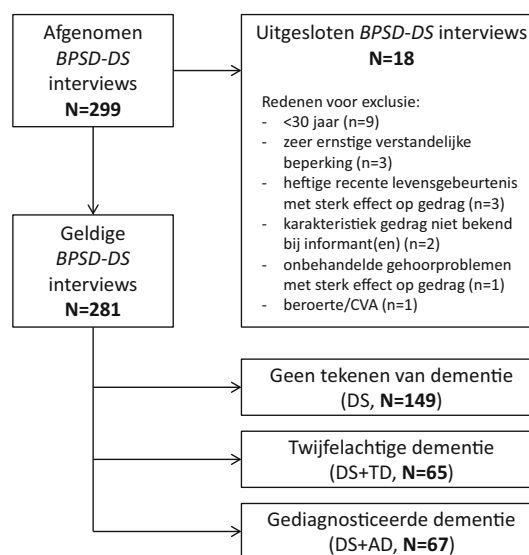 Afgenomen
BPSD-DS
interviews
N=299
Uitgesloten BPSD-DS interviews
N=18
Redenen voor exclusie:
- <30 jaar (n=9)
- zeer ernstige verstandelijke
beperking (n=3)
- heftige recente levensgebeurtenis
met sterk effect op gedrag (n=3)
- karakteristiek gedrag niet bekend
bij informant(en) (n=2)
- onbehandelde gehoorproblemen
met sterk effect op gedrag (n=1)
- beroerte/CVA (n=1)
Geldige
BPSD-DS
interviews
N=281
Geen tekenen van dementie
(DS, N=149)
Twijfelachtige dementie
(DS+TD, N=65)
Gediagnosticeerde dementie
(DS+AD, N=67)